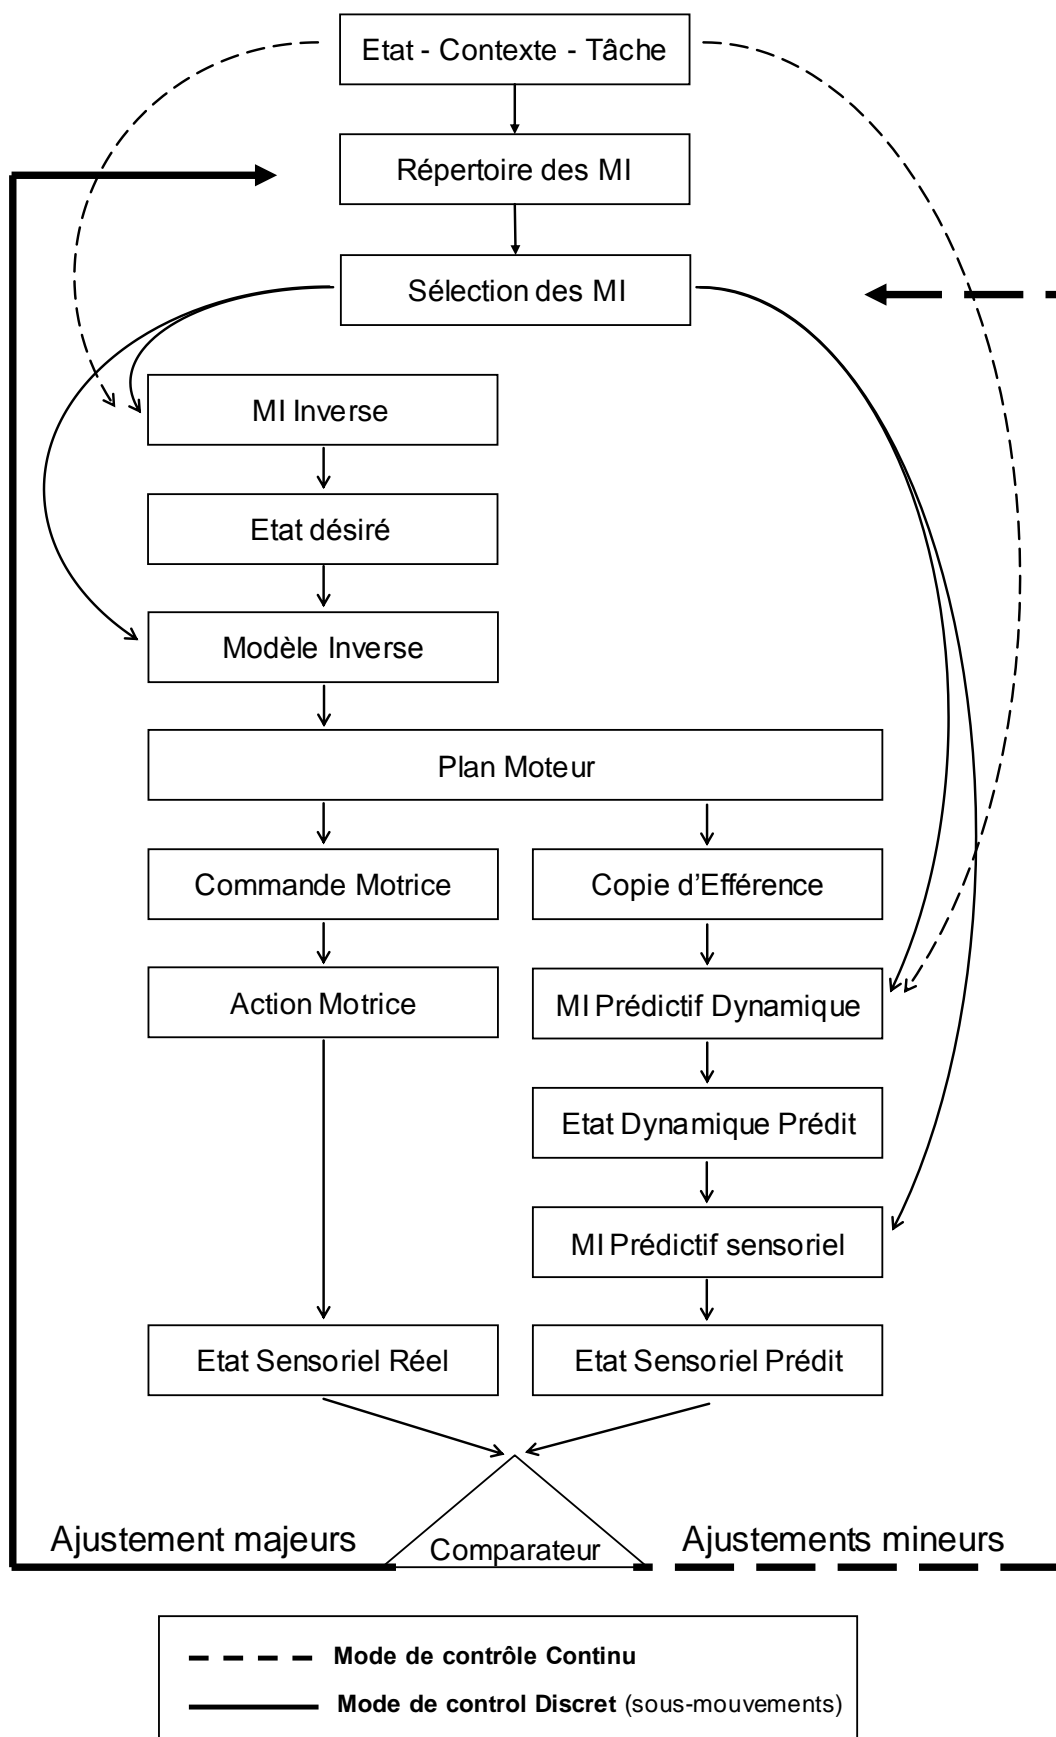 Etat - Contexte - Tâche
Répertoire des MI
Sélection des MI
MI Inverse
Etat désiré
Modèle Inverse
Plan Moteur
Commande Motrice
Copie d’Efférence
Action Motrice
MI Prédictif Dynamique
Etat Dynamique Prédit
MI Prédictif sensoriel
Etat Sensoriel Réel
Etat Sensoriel Prédit
Ajustement majeurs
Comparateur
Ajustements mineurs
Mode de contrôle Continu
Mode de control Discret (sous-mouvements)